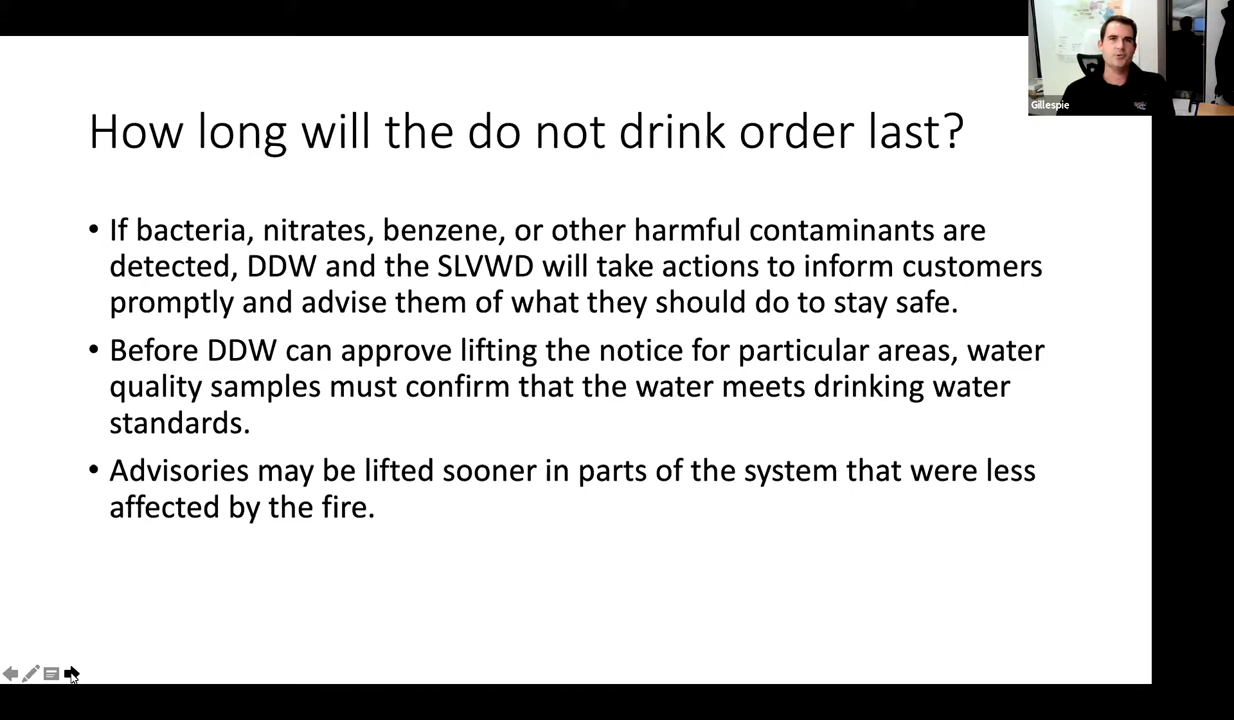 Gillespie
How long will the do not drink order last?
• If bacteria, nitrates, benzene, or other harmful contaminants are
detected, DDW and the SLVWD will take actions to inform customers
promptly and advise them of what they should do to stay safe.
• Before DDW can approve lifting the notice for particular areas, water
quality samples must confirm that the water meets drinking water
standards.
• Advisories may be lifted sooner in parts of the system that were less
affected by the fire.